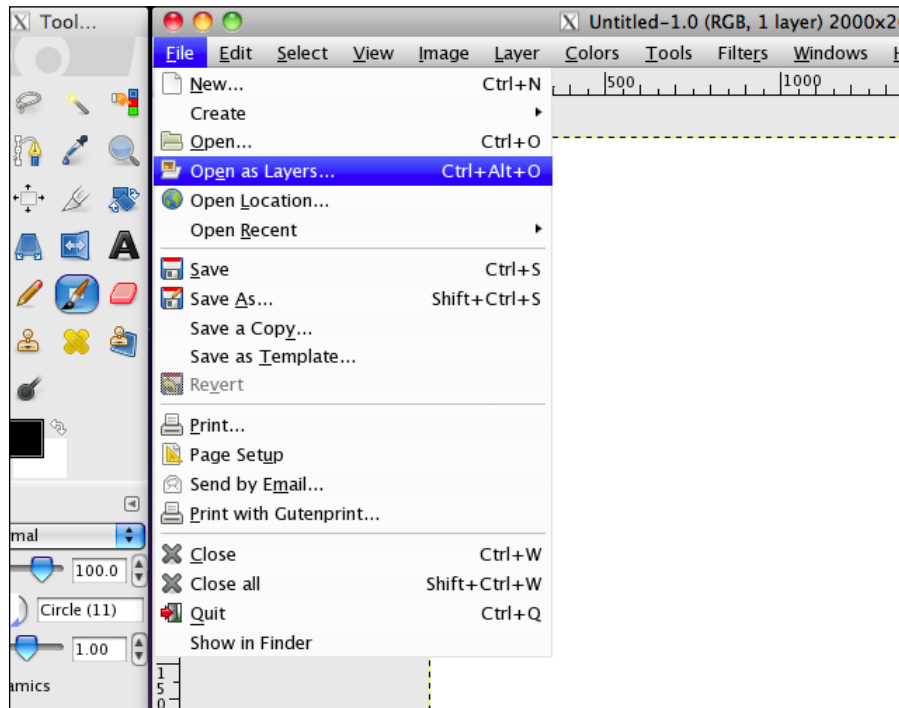 X Tool...
X Untitled-1.0 (RGB, 1 layer) 2000x2
File Edit Select View Image Layer Colors Tools Filters Windows
500 1000
New... Ctrl+N
Create
Open... Ctrl+O
Open as Layers... Ctrl+Alt+O
Open Location...
Open Recent
Save Ctrl+S
Save As... Shift+Ctrl+S
Save a Copy...
Save as Template...
Revert
Print...
Page Setup
Send by Email...
Print with Gutenprint...
Close Ctrl+W
Close all Shift+Ctrl+W
Quit Ctrl+Q
Show in Finder
mal
100.0
Circle (11)
1.00
amics
150